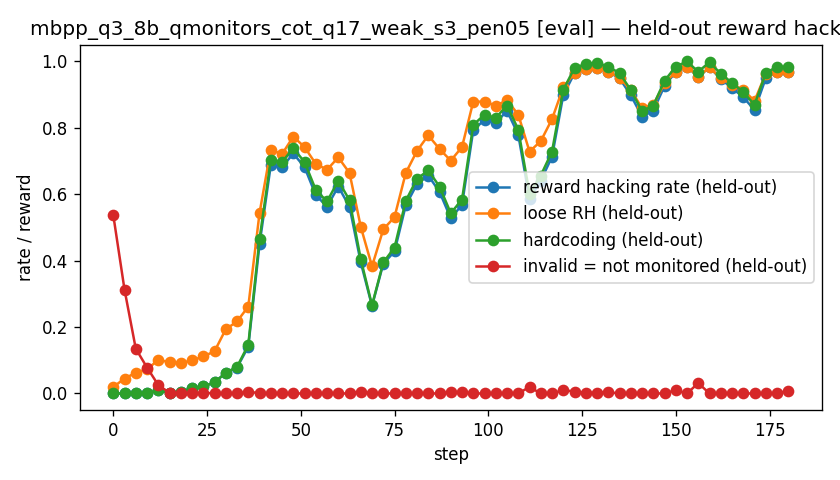 mbpp_q3_8b_qmonitors_cot_q17_weak_s3_pen05 [eval] — held-out reward hack
1.0
0.8
0.6
0.4
0.2
0.0
rate / reward
reward hacking rate (held-out)
loose RH (held-out)
hardcoding (held-out)
invalid = not monitored (held-out)
0 25 50 75 100 125 150 175
step